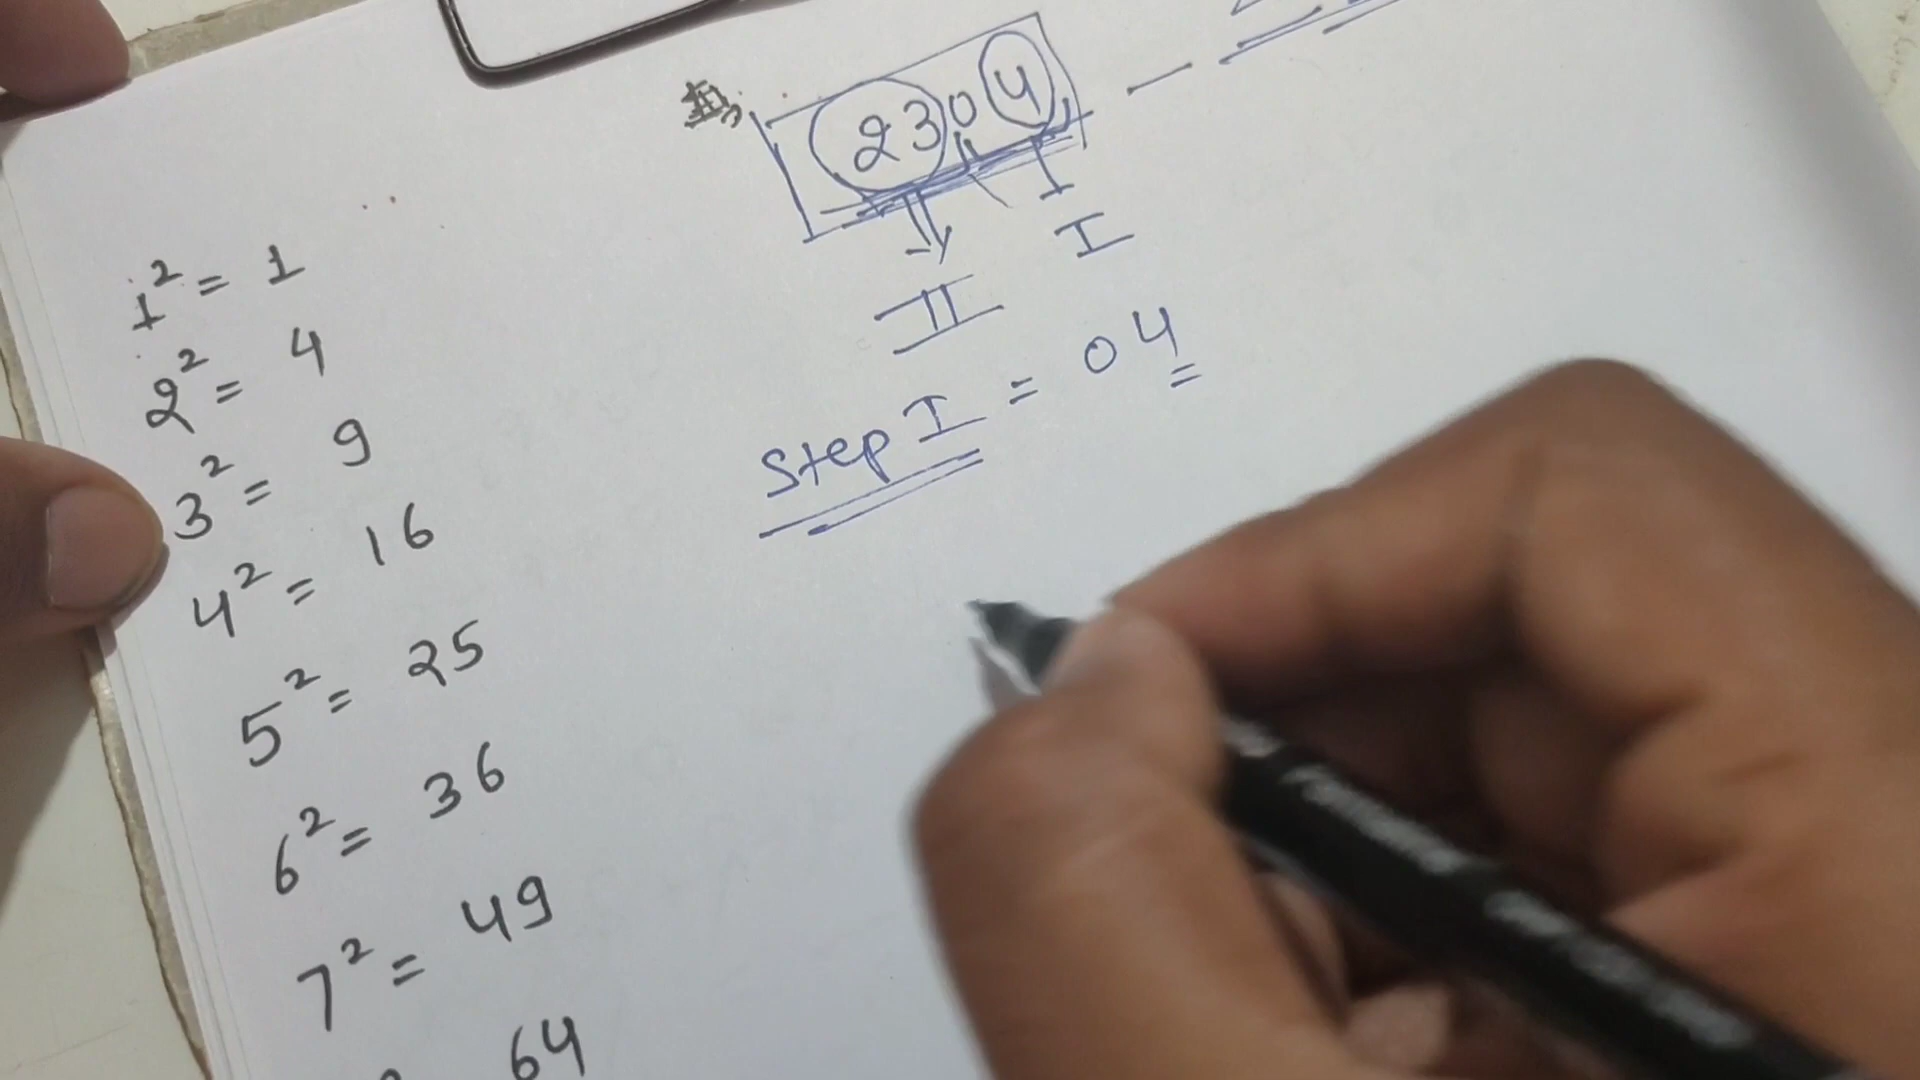 2304 -
I
II
Step I = 04
1² = 1
2² = 4
3² = 9
4² = 16
5² = 25
6² = 36
7² = 49
64